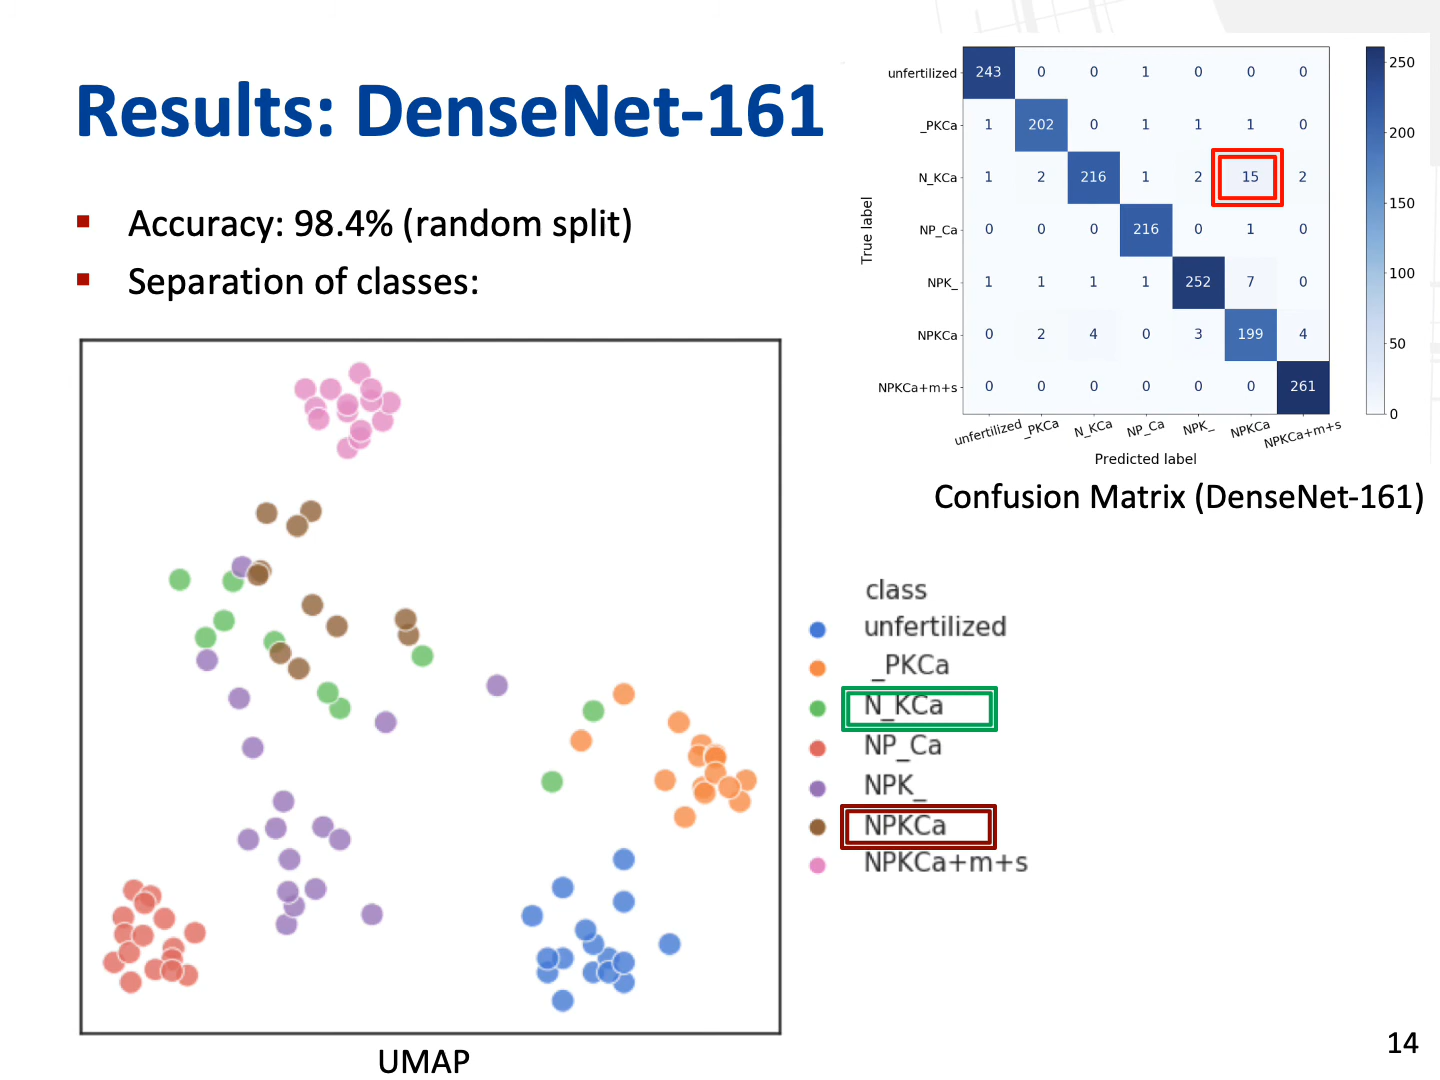 Results: DenseNet-161
Accuracy: 98.4% (random split)
Separation of classes:
UMAP
True label
unfertilized 243 0 0 1 0 0 0
_PKCa 1 202 0 1 1 1 0
N_KCa 1 2 216 1 2 15 2
NP_Ca 0 0 0 216 0 1 0
NPK_ 1 1 1 1 252 7 0
NPKCa 0 2 4 0 3 199 4
NPKCa+m+s 0 0 0 0 0 0 261
unfertilized _PKCa N_KCa NP_Ca NPK_ NPKCa NPKCa+m+s
Predicted label
250
200
150
100
50
0
Confusion Matrix (DenseNet-161)
class
unfertilized
_PKCa
N_KCa
NP_Ca
NPK_
NPKCa
NPKCa+m+s
14